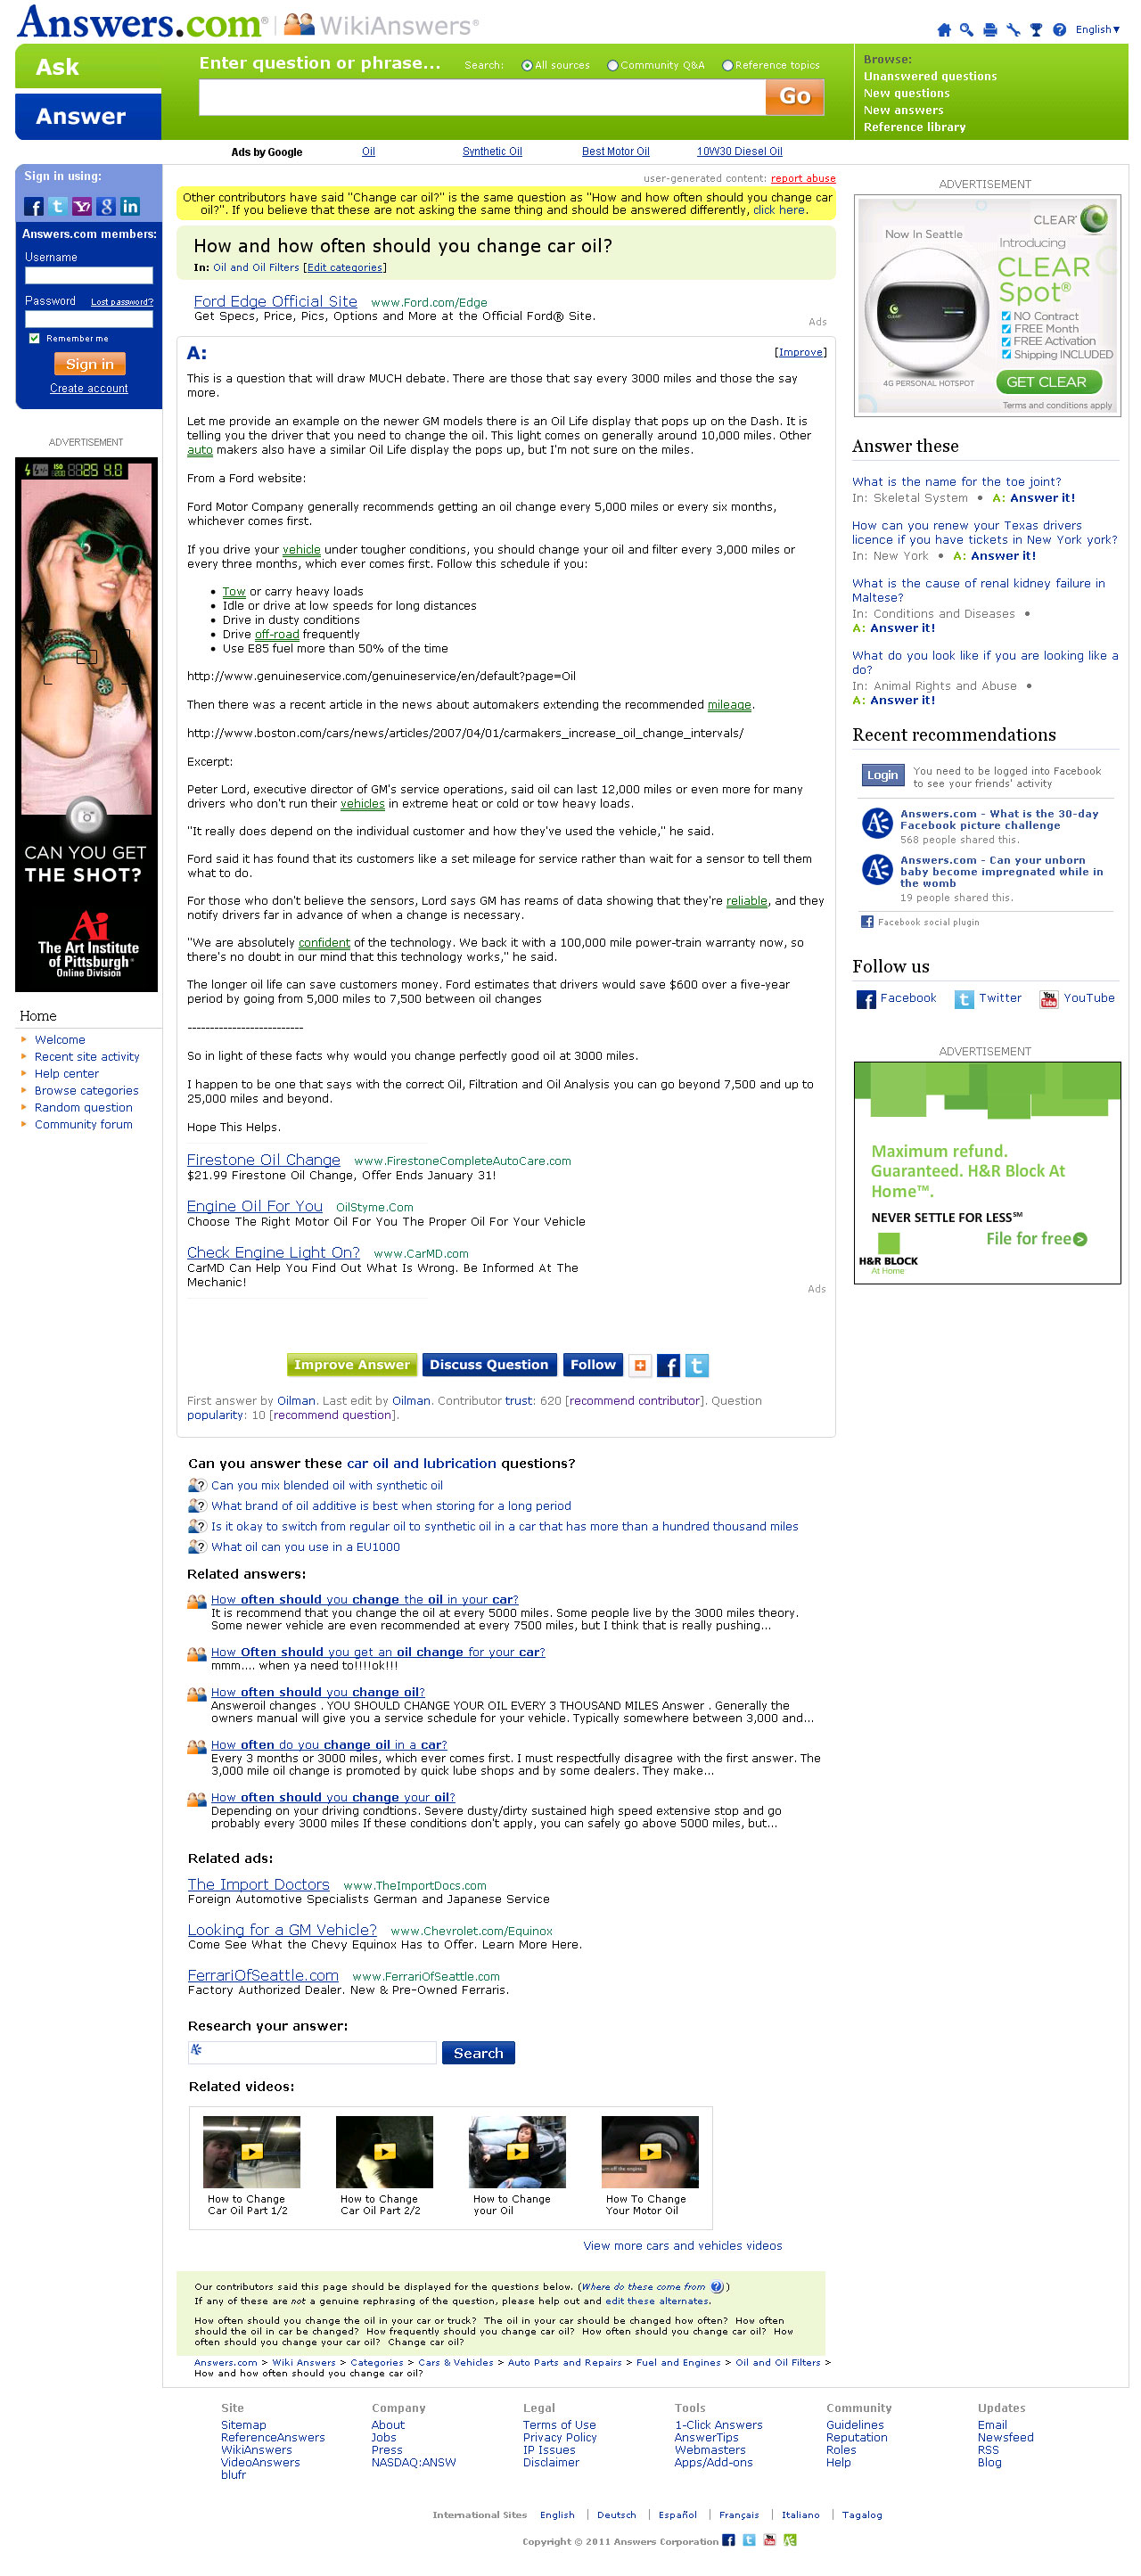 Answers.com® | WikiAnswers®
English▼
Ask
Answer
Enter question or phrase...
Search: All sources Community Q&A Reference topics
Go
Browse:
Unanswered questions
New questions
New answers
Reference library
Ads by Google Oil Synthetic Oil Best Motor Oil 10W30 Diesel Oil
Sign in using:
Answers.com members:
Username
Password Lost password?
Remember me
Sign in
Create account
ADVERTISEMENT
ISO 125 4.0
CAN YOU GET
THE SHOT?
Ai
The Art Institute
of Pittsburgh®
Online Division
Home
Welcome
Recent site activity
Help center
Browse categories
Random question
Community forum
user-generated content: report abuse
Other contributors have said "Change car oil?" is the same question as "How and how often should you change car
oil?". If you believe that these are not asking the same thing and should be answered differently, click here.
How and how often should you change car oil?
In: Oil and Oil Filters [Edit categories]
Ford Edge Official Site www.Ford.com/Edge
Get Specs, Price, Pics, Options and More at the Official Ford® Site.
Ads
A: [Improve]
This is a question that will draw MUCH debate. There are those that say every 3000 miles and those the say
more.
Let me provide an example on the newer GM models there is an Oil Life display that pops up on the Dash. It is
telling you the driver that you need to change the oil. This light comes on generally around 10,000 miles. Other
auto makers also have a similar Oil Life display the pops up, but I'm not sure on the miles.
From a Ford website:
Ford Motor Company generally recommends getting an oil change every 5,000 miles or every six months,
whichever comes first.
If you drive your vehicle under tougher conditions, you should change your oil and filter every 3,000 miles or
every three months, which ever comes first. Follow this schedule if you:
• Tow or carry heavy loads
• Idle or drive at low speeds for long distances
• Drive in dusty conditions
• Drive off-road frequently
• Use E85 fuel more than 50% of the time
http://www.genuineservice.com/genuineservice/en/default?page=Oil
Then there was a recent article in the news about automakers extending the recommended mileage.
http://www.boston.com/cars/news/articles/2007/04/01/carmakers_increase_oil_change_intervals/
Excerpt:
Peter Lord, executive director of GM's service operations, said oil can last 12,000 miles or even more for many
drivers who don't run their vehicles in extreme heat or cold or tow heavy loads.
"It really does depend on the individual customer and how they've used the vehicle," he said.
Ford said it has found that its customers like a set mileage for service rather than wait for a sensor to tell them
what to do.
For those who don't believe the sensors, Lord says GM has reams of data showing that they're reliable, and they
notify drivers far in advance of when a change is necessary.
"We are absolutely confident of the technology. We back it with a 100,000 mile power-train warranty now, so
there's no doubt in our mind that this technology works," he said.
The longer oil life can save customers money. Ford estimates that drivers would save $600 over a five-year
period by going from 5,000 miles to 7,500 between oil changes
--------------------------
So in light of these facts why would you change perfectly good oil at 3000 miles.
I happen to be one that says with the correct Oil, Filtration and Oil Analysis you can go beyond 7,500 and up to
25,000 miles and beyond.
Hope This Helps.
Firestone Oil Change www.FirestoneCompleteAutoCare.com
$21.99 Firestone Oil Change, Offer Ends January 31!
Engine Oil For You OilStyme.Com
Choose The Right Motor Oil For You The Proper Oil For Your Vehicle
Check Engine Light On? www.CarMD.com
CarMD Can Help You Find Out What Is Wrong. Be Informed At The
Mechanic!
Ads
Improve Answer Discuss Question Follow
First answer by Oilman. Last edit by Oilman. Contributor trust: 620 [recommend contributor]. Question
popularity: 10 [recommend question].
Can you answer these car oil and lubrication questions?
Can you mix blended oil with synthetic oil
What brand of oil additive is best when storing for a long period
Is it okay to switch from regular oil to synthetic oil in a car that has more than a hundred thousand miles
What oil can you use in a EU1000
Related answers:
How often should you change the oil in your car?
It is recommend that you change the oil at every 5000 miles. Some people live by the 3000 miles theory.
Some newer vehicle are even recommended at every 7500 miles, but I think that is really pushing...
How Often should you get an oil change for your car?
mmm.... when ya need to!!!!ok!!!
How often should you change oil?
Answeroil changes . YOU SHOULD CHANGE YOUR OIL EVERY 3 THOUSAND MILES Answer . Generally the
owners manual will give you a service schedule for your vehicle. Typically somewhere between 3,000 and...
How often do you change oil in a car?
Every 3 months or 3000 miles, which ever comes first. I must respectfully disagree with the first answer. The
3,000 mile oil change is promoted by quick lube shops and by some dealers. They make...
How often should you change your oil?
Depending on your driving condtions. Severe dusty/dirty sustained high speed extensive stop and go
probably every 3000 miles If these conditions don't apply, you can safely go above 5000 miles, but...
Related ads:
The Import Doctors www.TheImportDocs.com
Foreign Automotive Specialists German and Japanese Service
Looking for a GM Vehicle? www.Chevrolet.com/Equinox
Come See What the Chevy Equinox Has to Offer. Learn More Here.
FerrariOfSeattle.com www.FerrariOfSeattle.com
Factory Authorized Dealer. New & Pre-Owned Ferraris.
Research your answer:
Search
Related videos:
How to Change
Car Oil Part 1/2
How to Change
Car Oil Part 2/2
How to Change
your Oil
How To Change
Your Motor Oil
View more cars and vehicles videos
Our contributors said this page should be displayed for the questions below. (Where do these come from ?)
If any of these are not a genuine rephrasing of the question, please help out and edit these alternates.
How often should you change the oil in your car or truck? The oil in your car should be changed how often? How often
should the oil in car be changed? How frequently should you change car oil? How often should you change car oil? How
often should you change your car oil? Change car oil?
Answers.com > Wiki Answers > Categories > Cars & Vehicles > Auto Parts and Repairs > Fuel and Engines > Oil and Oil Filters >
How and how often should you change car oil?
ADVERTISEMENT
CLEAR®
Now In Seattle
Introducing
CLEAR
Spot®
NO Contract
FREE Month
FREE Activation
Shipping INCLUDED
4G PERSONAL HOTSPOT
GET CLEAR
Terms and conditions apply
Answer these
What is the name for the toe joint?
In: Skeletal System • A: Answer it!
How can you renew your Texas drivers
licence if you have tickets in New York york?
In: New York • A: Answer it!
What is the cause of renal kidney failure in
Maltese?
In: Conditions and Diseases •
A: Answer it!
What do you look like if you are looking like a
do?
In: Animal Rights and Abuse •
A: Answer it!
Recent recommendations
Login You need to be logged into Facebook
to see your friends' activity
Answers.com - What is the 30-day
Facebook picture challenge
568 people shared this.
Answers.com - Can your unborn
baby become impregnated while in
the womb
19 people shared this.
Facebook social plugin
Follow us
Facebook Twitter YouTube
ADVERTISEMENT
Maximum refund.
Guaranteed. H&R Block At
Home™.
NEVER SETTLE FOR LESS℠
File for free
H&R BLOCK
At Home
Site
Sitemap
ReferenceAnswers
WikiAnswers
VideoAnswers
blufr
Company
About
Jobs
Press
NASDAQ:ANSW
Legal
Terms of Use
Privacy Policy
IP Issues
Disclaimer
Tools
1-Click Answers
AnswerTips
Webmasters
Apps/Add-ons
Community
Guidelines
Reputation
Roles
Help
Updates
Email
Newsfeed
RSS
Blog
International Sites English | Deutsch | Español | Français | Italiano | Tagalog
Copyright © 2011 Answers Corporation